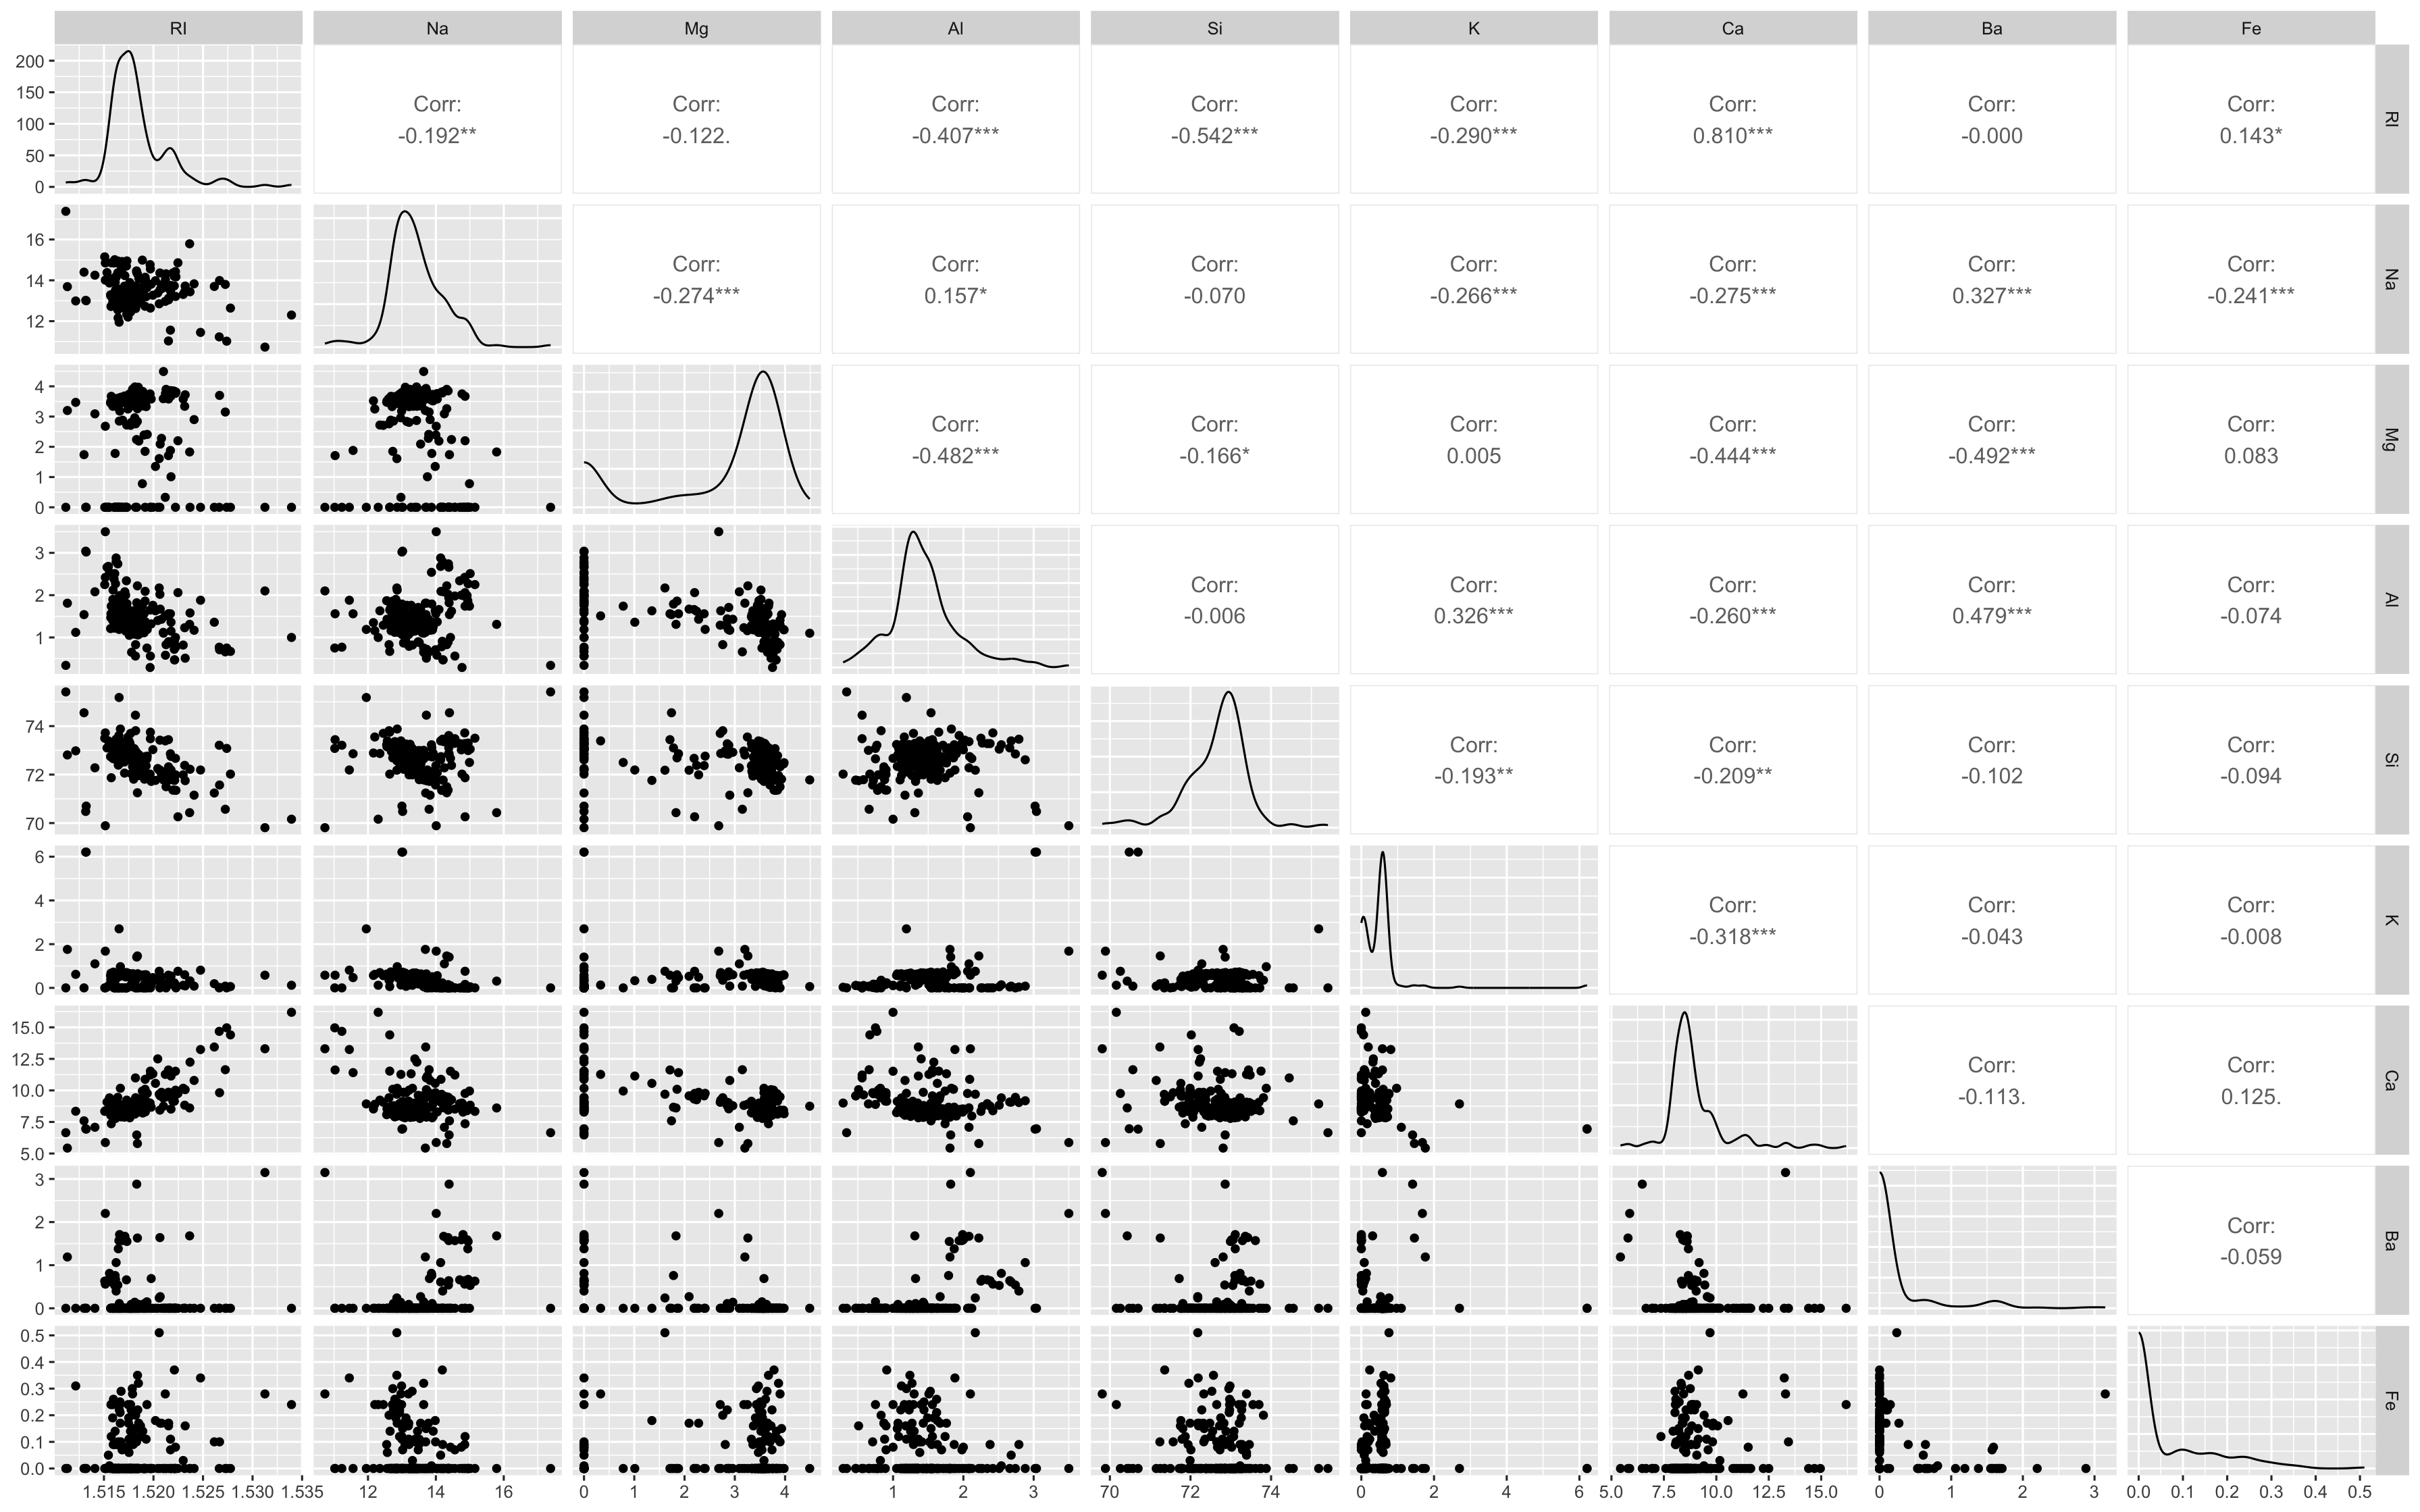 RI Na Mg Al Si K Ca Ba Fe
200
150
100
50
0
Corr: Corr: Corr: Corr: Corr: Corr: Corr: Corr:
-0.192** -0.122. -0.407*** -0.542*** -0.290*** 0.810*** -0.000 0.143*
RI
16
14
12
Corr: Corr: Corr: Corr: Corr: Corr: Corr:
-0.274*** 0.157* -0.070 -0.266*** -0.275*** 0.327*** -0.241***
Na
4
3
2
1
0
Corr: Corr: Corr: Corr: Corr: Corr:
-0.482*** -0.166* 0.005 -0.444*** -0.492*** 0.083
Mg
3
2
1
Corr: Corr: Corr: Corr: Corr:
-0.006 0.326*** -0.260*** 0.479*** -0.074
Al
74
72
70
Corr: Corr: Corr: Corr:
-0.193** -0.209** -0.102 -0.094
Si
6
4
2
0
Corr: Corr: Corr:
-0.318*** -0.043 -0.008
K
15.0
12.5
10.0
7.5
5.0
Corr: Corr:
-0.113. 0.125.
Ca
3
2
1
0
Corr:
-0.059
Ba
0.5
0.4
0.3
0.2
0.1
0.0
Fe
1.515 1.520 1.525 1.530 1.535 12 14 16 0 1 2 3 4 1 2 3 70 72 74 0 2 4 6 5.0 7.5 10.0 12.5 15.0 0 1 2 3 0.0 0.1 0.2 0.3 0.4 0.5